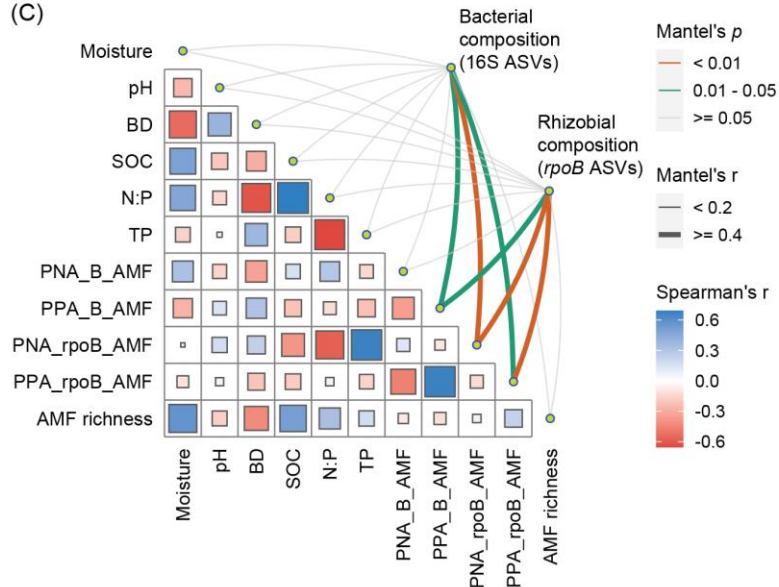 (C)
Bacterial
composition
(16S ASVs)
Rhizobial
composition
(rpoB ASVs)
Moisture
pH
BD
SOC
N:P
TP
PNA_B_AMF
PPA_B_AMF
PNA_rpoB_AMF
PPA_rpoB_AMF
AMF richness
Moisture
pH
BD
SOC
N:P
TP
PNA_B_AMF
PPA_B_AMF
PNA_rpoB_AMF
PPA_rpoB_AMF
AMF richness
Mantel's p
< 0.01
0.01 - 0.05
>= 0.05
Mantel's r
< 0.2
>= 0.4
Spearman's r
0.6
0.3
0.0
-0.3
-0.6